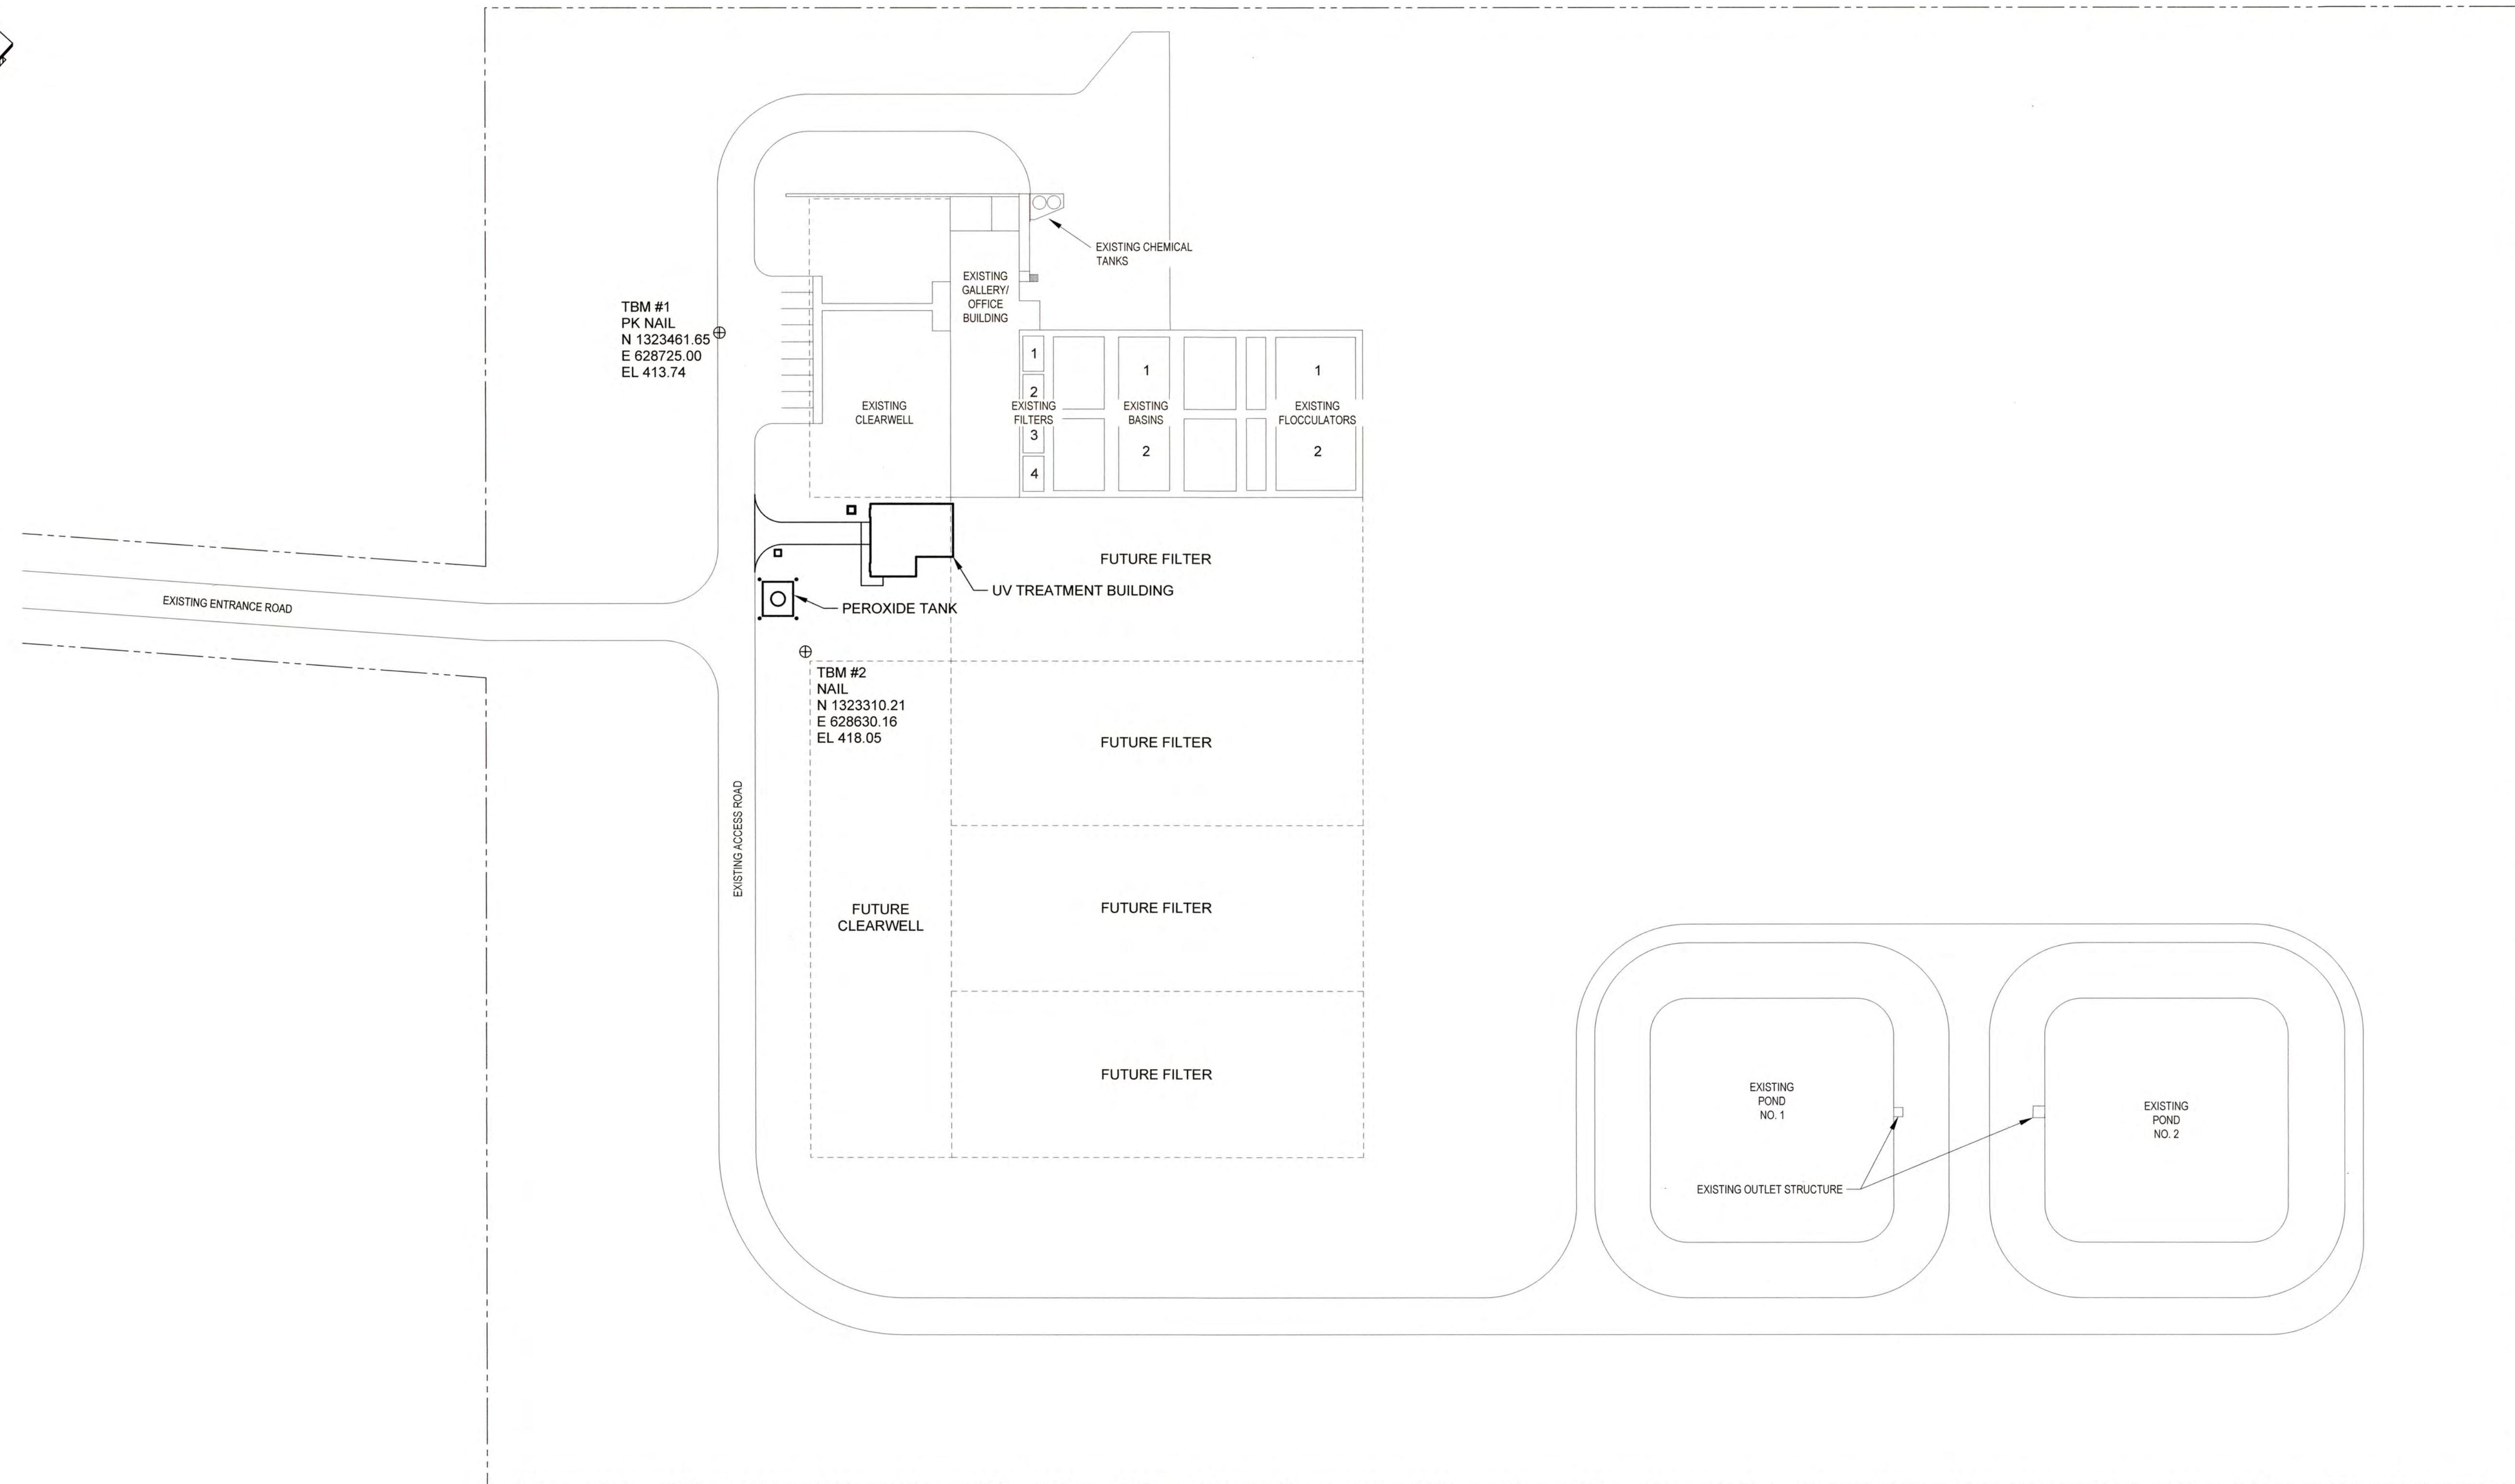 EXISTING CHEMICAL
TANKS
EXISTING
GALLERY/
OFFICE
BUILDING
TBM #1
PK NAIL
N 1323461.65
E 628725.00
EL 413.74
1
2
EXISTING
FILTERS
3
4
1
EXISTING
BASINS
2
1
EXISTING
FLOCCULATORS
2
EXISTING
CLEARWELL
FUTURE FILTER
UV TREATMENT BUILDING
PEROXIDE TANK
EXISTING ENTRANCE ROAD
TBM #2
NAIL
N 1323310.21
E 628630.16
EL 418.05
FUTURE FILTER
EXISTING ACCESS ROAD
FUTURE
CLEARWELL
FUTURE FILTER
FUTURE FILTER
EXISTING
POND
NO. 1
EXISTING
POND
NO. 2
EXISTING OUTLET STRUCTURE